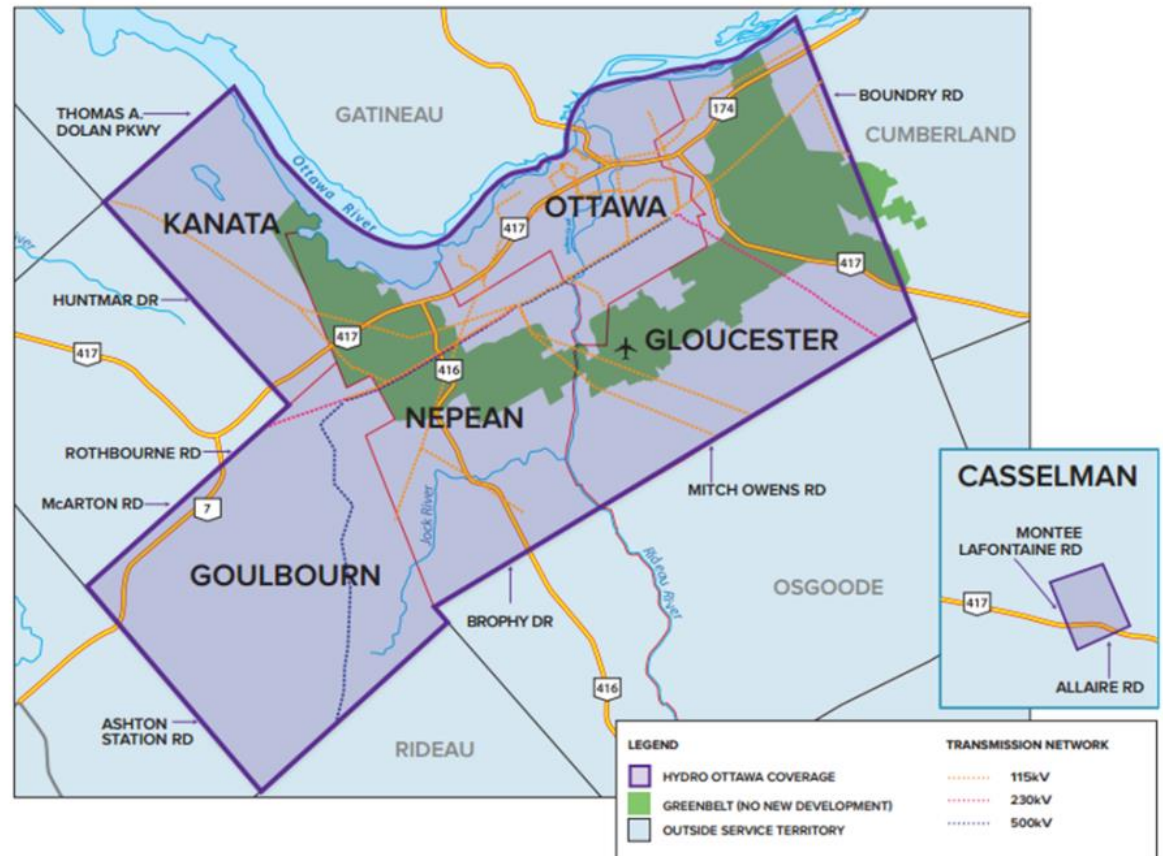 THOMAS A.
DOLAN PKWY
GATINEAU
174
BOUNDRY RD
CUMBERLAND
Ottawa River
KANATA
OTTAWA
417
417
HUNTMAR DR
417
417
416
GLOUCESTER
NEPEAN
ROTHBOURNE RD
McARTON RD
7
MITCH OWENS RD
GOULBOURN
Jock River
Rideau River
OSGOODE
BROPHY DR
416
ASHTON
STATION RD
RIDEAU
CASSELMAN
MONTEE
LAFONTAINE RD
417
ALLAIRE RD
LEGEND
HYDRO OTTAWA COVERAGE
GREENBELT (NO NEW DEVELOPMENT)
OUTSIDE SERVICE TERRITORY
TRANSMISSION NETWORK
115kV
230kV
500kV